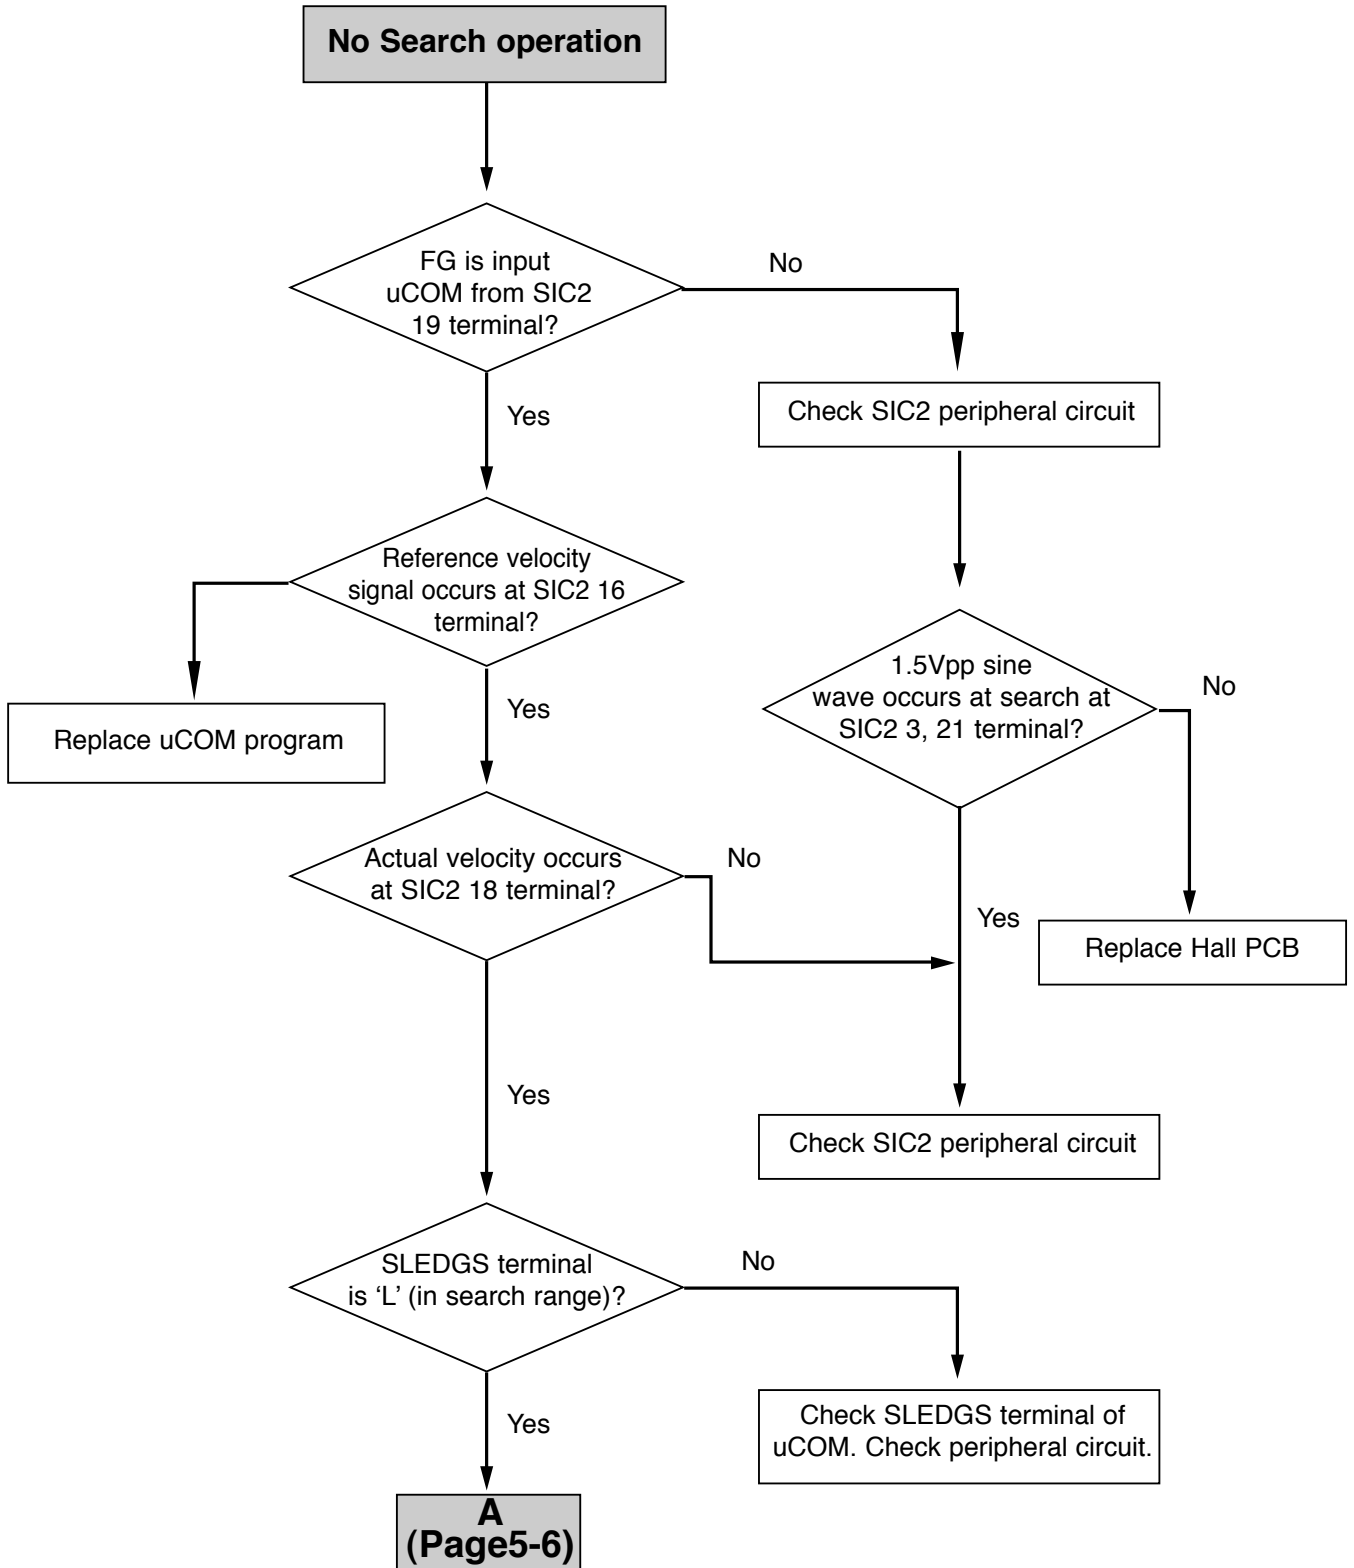 No Search operation
FG is input
uCOM from SIC2
19 terminal?
No
Yes
Check SIC2 peripheral circuit
Reference velocity
signal occurs at SIC2 16
terminal?
Yes
Replace uCOM program
1.5Vpp sine
wave occurs at search at
SIC2 3, 21 terminal?
No
Yes
Replace Hall PCB
Actual velocity occurs
at SIC2 18 terminal?
No
Yes
Check SIC2 peripheral circuit
SLEDGS terminal
is ‘L’ (in search range)?
No
Yes
Check SLEDGS terminal of
uCOM. Check peripheral circuit.
A
(Page5-6)